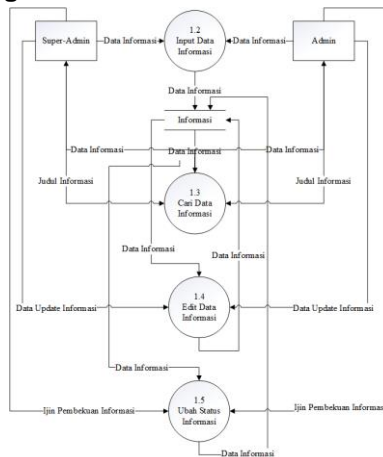 Super-Admin
Data Informasi
1.2
Input Data
Informasi
Data Informasi
Admin
Data Informasi
Informasi
Data Informasi
Data Informasi
Data Informasi
Judul Informasi
1.3
Cari Data
Informasi
Judul Informasi
Data Informasi
Data Informasi
1.4
Edit Data
Informasi
Data Update Informasi
Data Update Informasi
Data Informasi
1.5
Ubah Status
Informasi
Ijin Pembekuan Informasi
Ijin Pembekuan Informas
Data Informasi